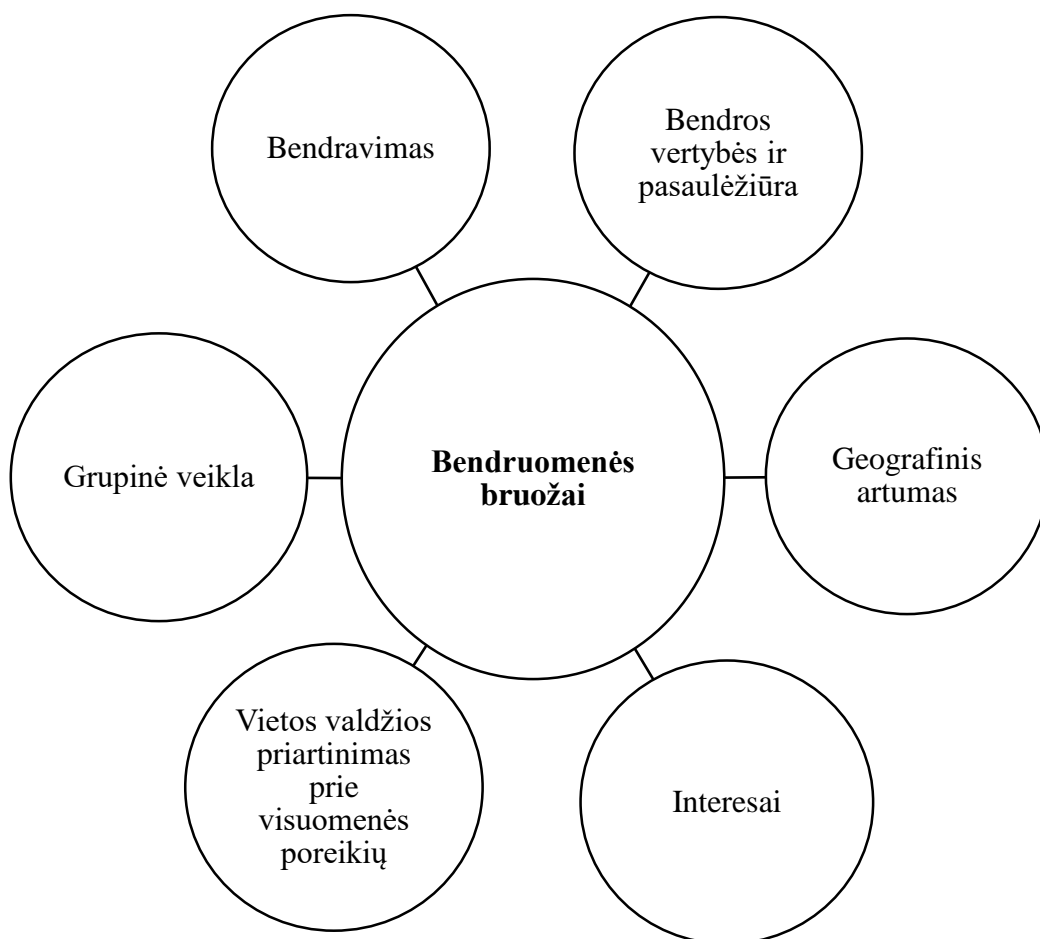 Bendravimas
Bendros
vertybės ir
pasaulėžiūra
Grupinė veikla
Bendruomenės
bruožai
Geografinis
artumas
Vietos valdžios
priartinimas
prie
visuomenės
poreikių
Interesai